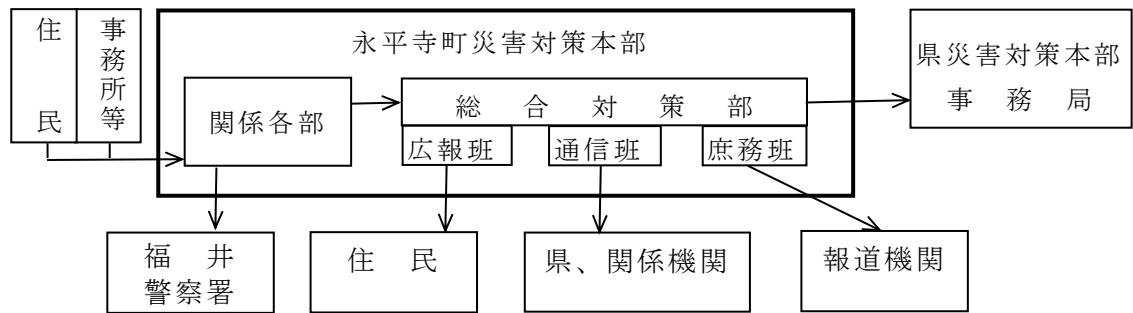 住民
事務所等
永平寺町災害対策本部
関係各部
総合対策部
広報班
通信班
庶務班
県災害対策本部
事務局
福井
警察署
住民
県、関係機関
報道機関